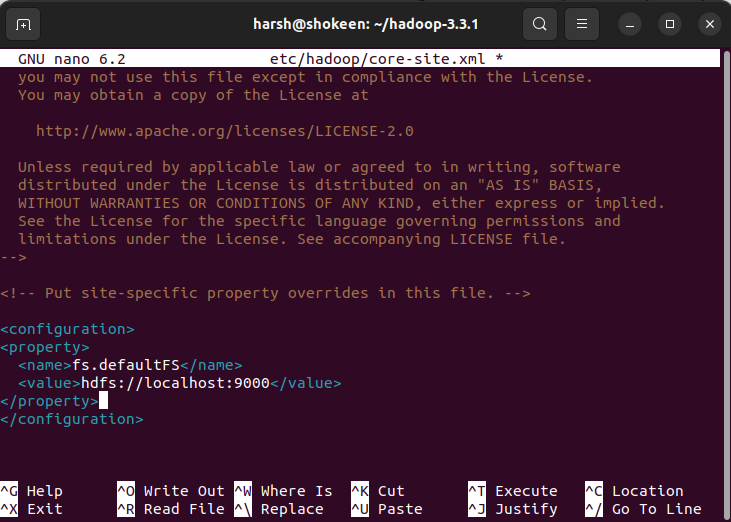 harsh@shokeen: ~/hadoop-3.3.1
GNU nano 6.2 etc/hadoop/core-site.xml *
you may not use this file except in compliance with the License.
You may obtain a copy of the License at
http://www.apache.org/licenses/LICENSE-2.0
Unless required by applicable law or agreed to in writing, software
distributed under the License is distributed on an "AS IS" BASIS,
WITHOUT WARRANTIES OR CONDITIONS OF ANY KIND, either express or implied.
See the License for the specific language governing permissions and
limitations under the License. See accompanying LICENSE file.
-->
<!-- Put site-specific property overrides in this file. -->
<configuration>
<property>
<name>fs.defaultFS</name>
<value>hdfs://localhost:9000</value>
</property>
</configuration>
^G Help ^O Write Out ^W Where Is ^K Cut ^T Execute ^C Location
^X Exit ^R Read File ^\ Replace ^U Paste ^J Justify ^/ Go To Line